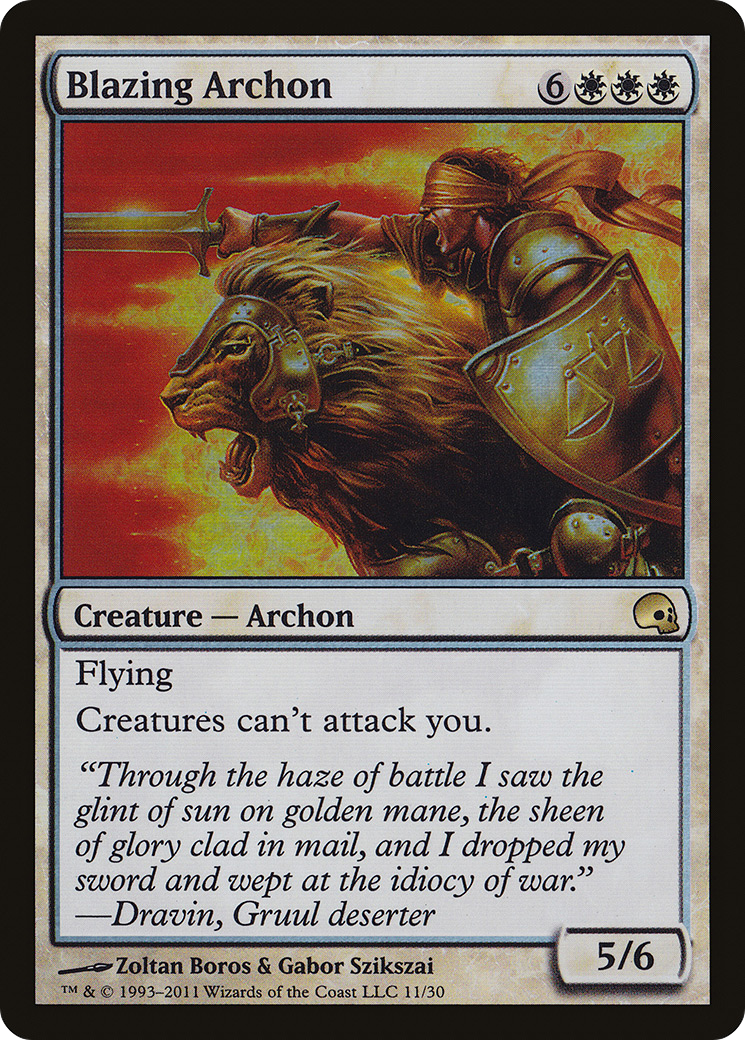 Blazing Archon 6
Creature — Archon
Flying
Creatures can't attack you.
“Through the haze of battle I saw the
glint of sun on golden mane, the sheen
of glory clad in mail, and I dropped my
sword and wept at the idiocy of war.”
—Dravin, Gruul deserter
5/6
Zoltan Boros & Gabor Szikszai
™ & © 1993–2011 Wizards of the Coast LLC 11/30